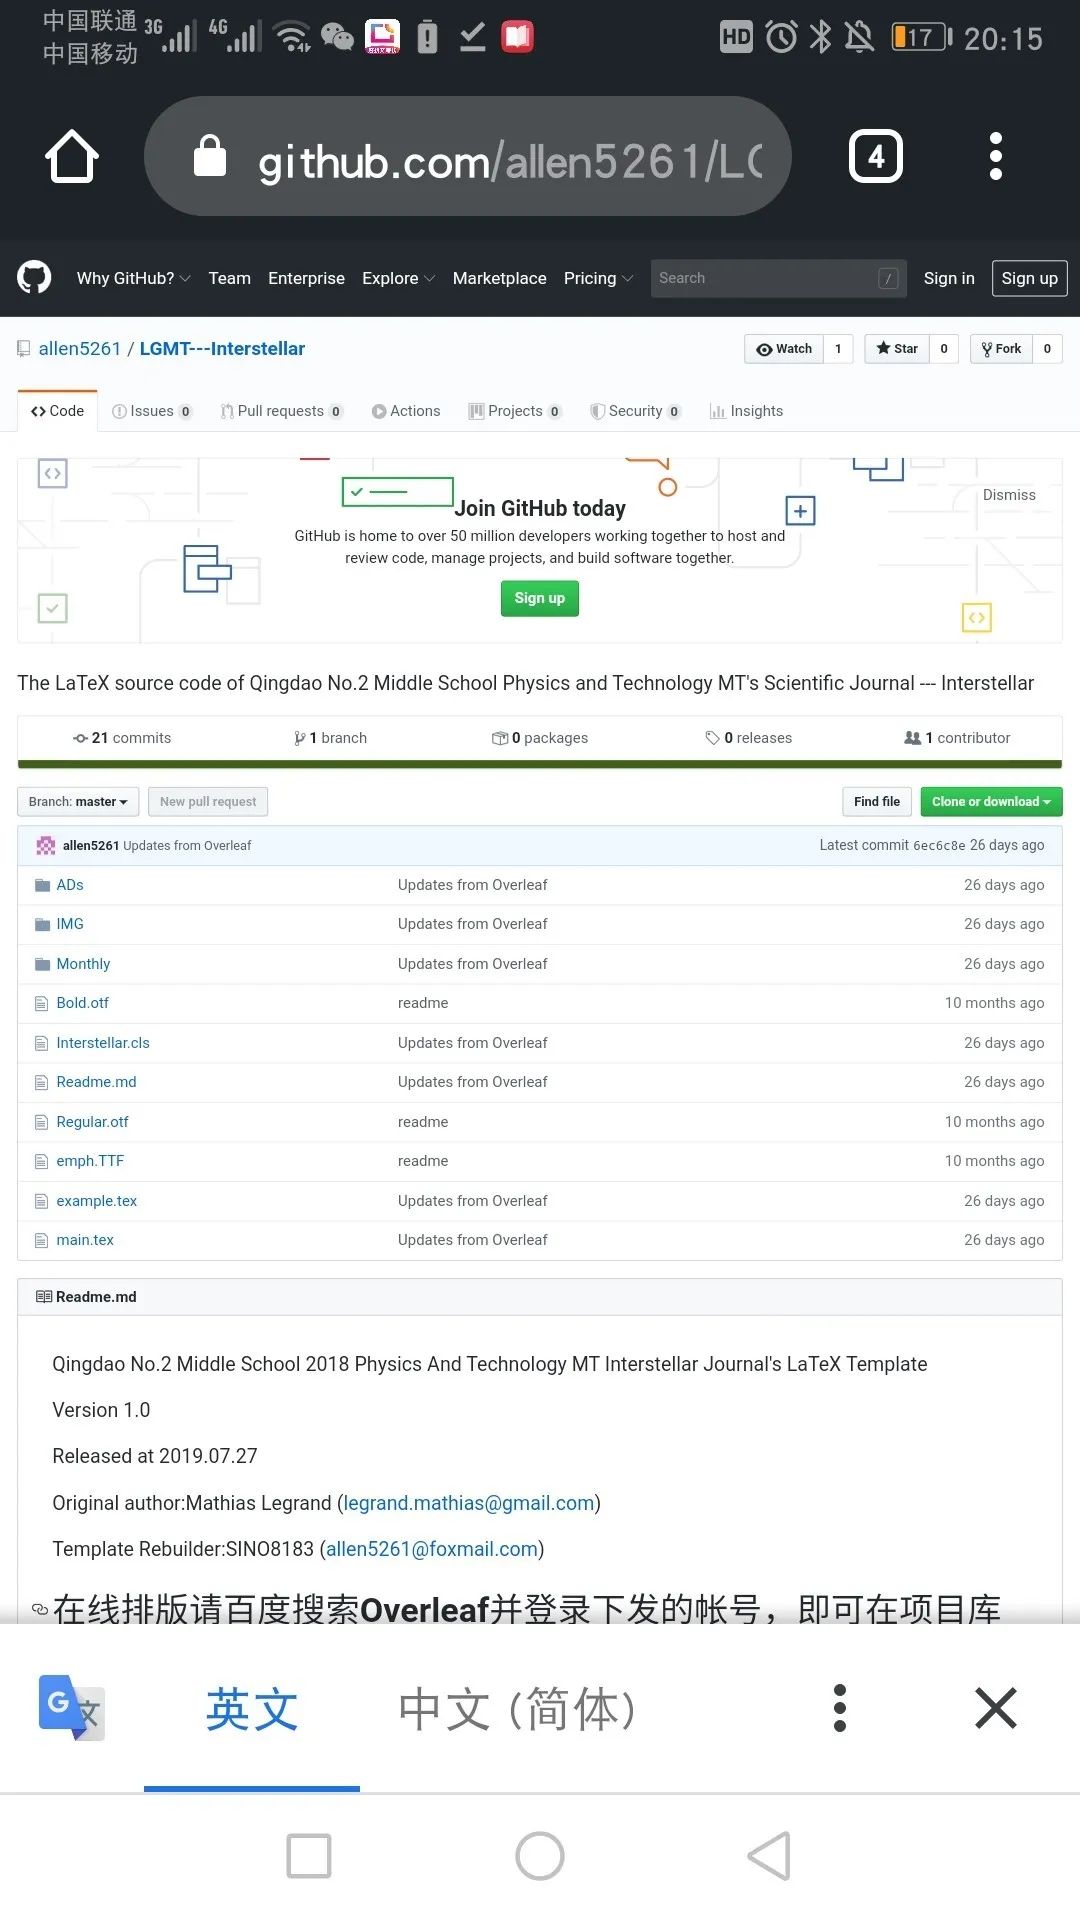 中国联通 3G 4G HD 17 20:15
中国移动
github.com/allen5261/LG
4
Why GitHub? Team Enterprise Explore Marketplace Pricing Search / Sign in Sign up
allen5261 / LGMT---Interstellar Watch 1 Star 0 Fork 0
Code Issues 0 Pull requests 0 Actions Projects 0 Security 0 Insights
Dismiss
Join GitHub today
GitHub is home to over 50 million developers working together to host and
review code, manage projects, and build software together.
Sign up
The LaTeX source code of Qingdao No.2 Middle School Physics and Technology MT's Scientific Journal --- Interstellar
21 commits 1 branch 0 packages 0 releases 1 contributor
Branch: master New pull request Find file Clone or download
allen5261 Updates from Overleaf Latest commit 6ec6c8e 26 days ago
ADs Updates from Overleaf 26 days ago
IMG Updates from Overleaf 26 days ago
Monthly Updates from Overleaf 26 days ago
Bold.otf readme 10 months ago
Interstellar.cls Updates from Overleaf 26 days ago
Readme.md Updates from Overleaf 26 days ago
Regular.otf readme 10 months ago
emph.TTF readme 10 months ago
example.tex Updates from Overleaf 26 days ago
main.tex Updates from Overleaf 26 days ago
Readme.md
Qingdao No.2 Middle School 2018 Physics And Technology MT Interstellar Journal's LaTeX Template
Version 1.0
Released at 2019.07.27
Original author:Mathias Legrand (legrand.mathias@gmail.com)
Template Rebuilder:SINO8183 (allen5261@foxmail.com)
在线排版请百度搜索Overleaf并登录下发的帐号，即可在项目库
G 文 英文 中文 (简体)